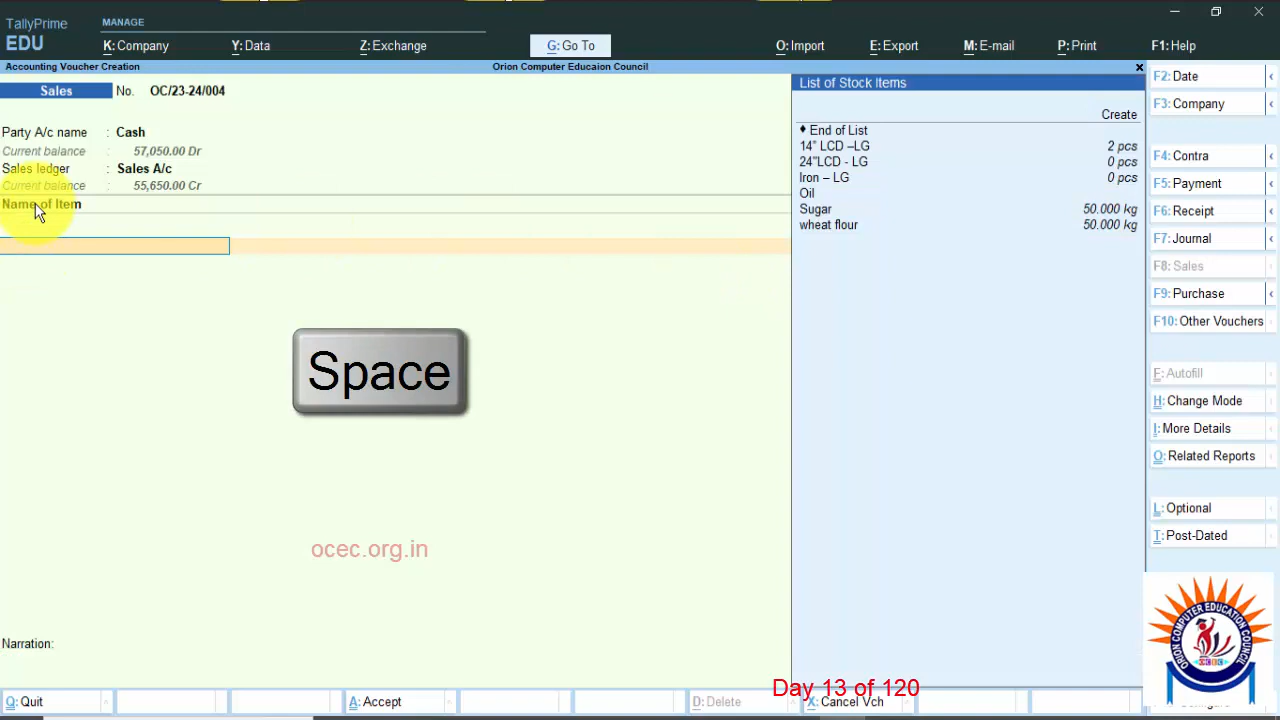 TallyPrime
EDU
MANAGE
K: Company
Y: Data
Z: Exchange
G: Go To
O: Import
E: Export
M: E-mail
P: Print
F1: Help
Accounting Voucher Creation
Orion Computer Educaion Council
Sales No. OC/23-24/004
Party A/c name : Cash
Current balance : 57,050.00 Dr
Sales ledger : Sales A/c
Current balance : 55,650.00 Cr
Name of Item
Space
ocec.org.in
Narration:
List of Stock Items
Create
♦ End of List
14” LCD –LG 2 pcs
24”LCD - LG 0 pcs
Iron – LG 0 pcs
Oil
Sugar 50.000 kg
wheat flour 50.000 kg
F2: Date
F3: Company
F4: Contra
F5: Payment
F6: Receipt
F7: Journal
F8: Sales
F9: Purchase
F10: Other Vouchers
F: Autofill
H: Change Mode
I: More Details
O: Related Reports
L: Optional
T: Post-Dated
ORION COMPUTER EDUCATION COUNCIL
Q: Quit
A: Accept
D: Delete
X: Cancel Vch
Day 13 of 120